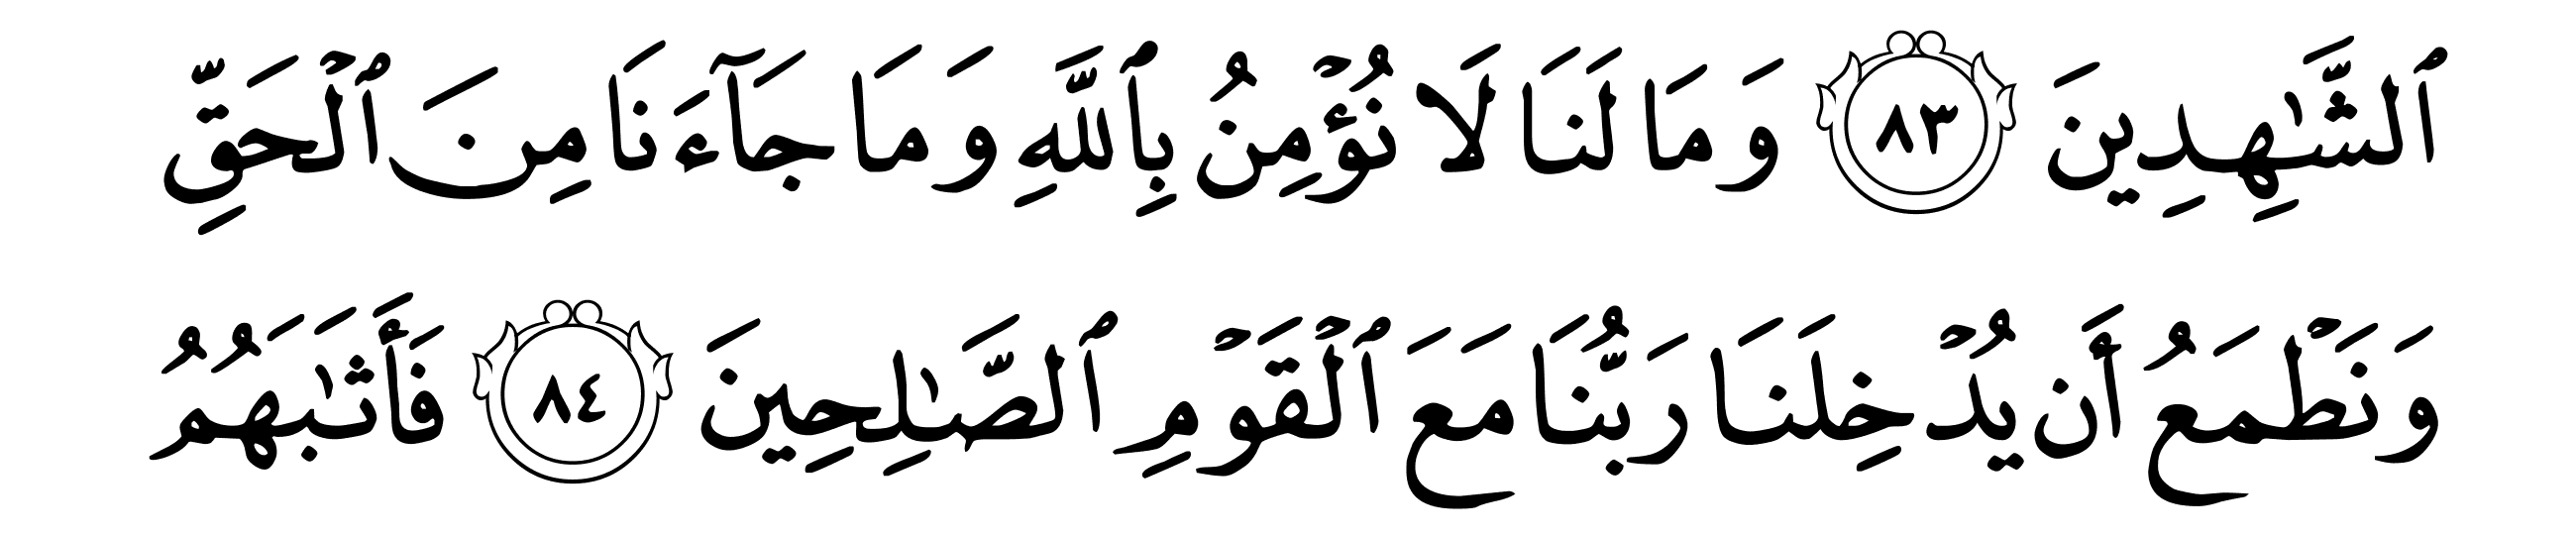 ٱلشَّٰهِدِينَ ٨٣ وَمَا لَنَا لَا نُؤۡمِنُ بِٱللَّهِ وَمَا جَآءَنَا مِنَ ٱلۡحَقِّ
وَنَطۡمَعُ أَن يُدۡخِلَنَا رَبُّنَا مَعَ ٱلۡقَوۡمِ ٱلصَّٰلِحِينَ ٨٤ فَأَثَٰبَهُمُ